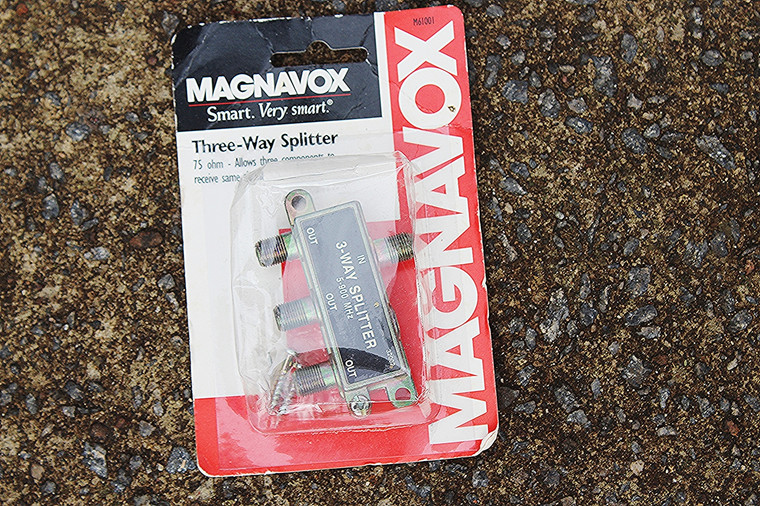 M61001
MAGNAVOX
Smart. Very smart.®
Three-Way Splitter
75 ohm - Allows three components to
receive same
MAGNAVOX
MAGNAVOX
OUT
IN
3-WAY SPLITTER
5-900 MHz
OUT
OUT